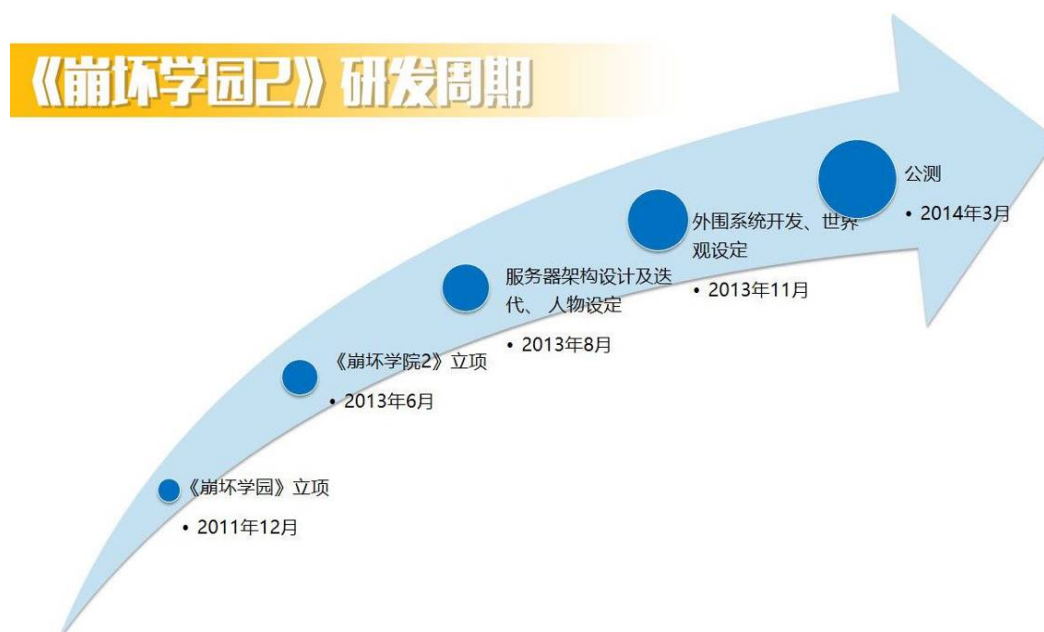 《崩坏学园2》研发周期
公测
• 2014年3月
外围系统开发、世界
观设定
• 2013年11月
服务器架构设计及迭
代、 人物设定
• 2013年8月
《崩坏学院2》立项
• 2013年6月
《崩坏学园》立项
• 2011年12月